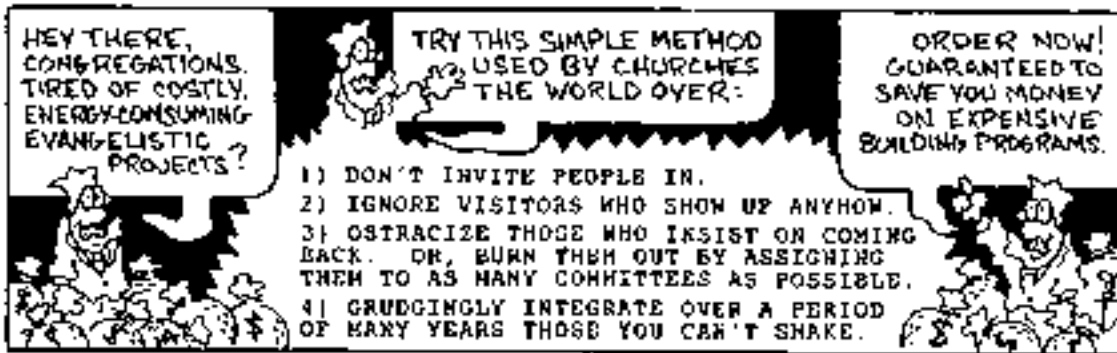 HEY THERE,
CONGREGATIONS.
TIRED OF COSTLY,
ENERGY-CONSUMING
EVANGELISTIC
PROJECTS?
TRY THIS SIMPLE METHOD
USED BY CHURCHES
THE WORLD OVER:
1) DON'T INVITE PEOPLE IN.
2) IGNORE VISITORS WHO SHOW UP ANYHOW.
3) OSTRACIZE THOSE WHO INSIST ON COMING
BACK. OR, BURN THEM OUT BY ASSIGNING
THEM TO AS MANY COMMITTEES AS POSSIBLE.
4) GRUDGINGLY INTEGRATE OVER A PERIOD
OF MANY YEARS THOSE YOU CAN'T SHAKE.
ORDER NOW!
GUARANTEED TO
SAVE YOU MONEY
ON EXPENSIVE
BUILDING PROGRAMS.
$
$